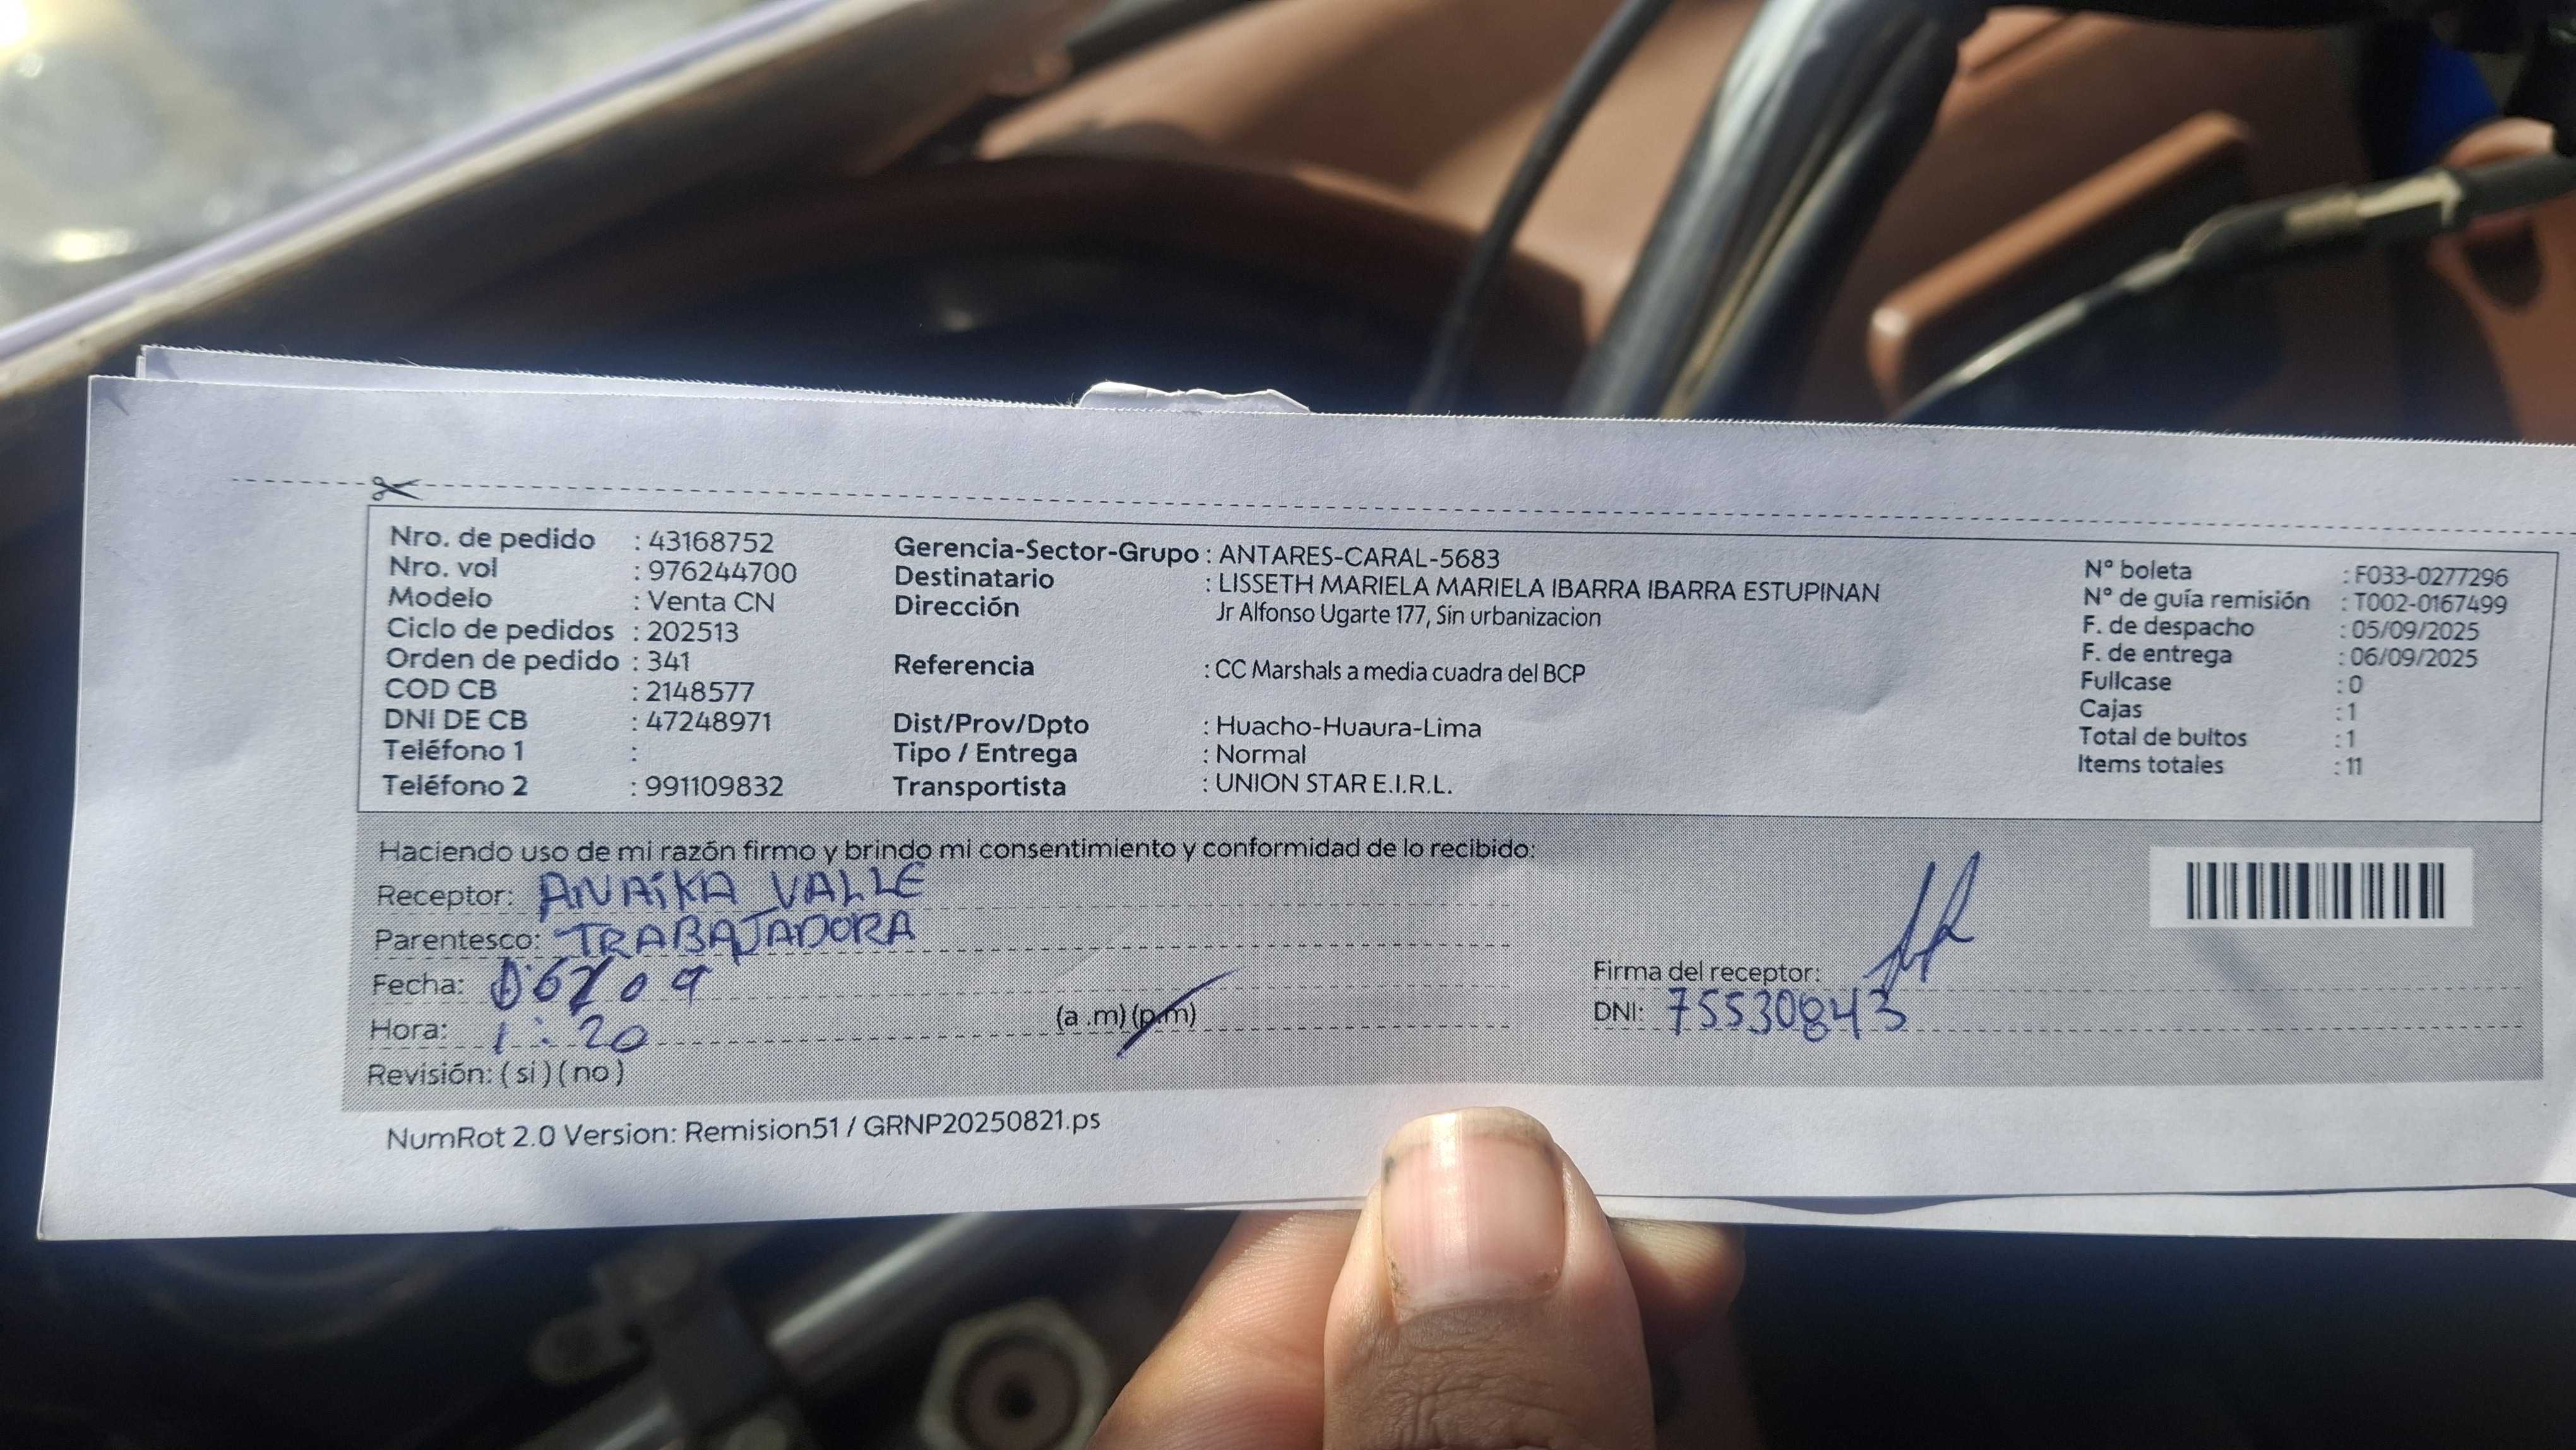 Nro. de pedido : 43168752
Nro. vol : 976244700
Modelo : Venta CN
Ciclo de pedidos : 202513
Orden de pedido : 341
COD CB : 2148577
DNI DE CB : 47248971
Teléfono 1 :
Teléfono 2 : 991109832
Gerencia-Sector-Grupo : ANTARES-CARAL-5683
Destinatario : LISSETH MARIELA MARIELA IBARRA IBARRA ESTUPINAN
Dirección Jr Alfonso Ugarte 177, Sin urbanizacion
Referencia : CC Marshals a media cuadra del BCP
Dist/Prov/Dpto : Huacho-Huaura-Lima
Tipo / Entrega : Normal
Transportista : UNION STAR E.I.R.L.
N° boleta : F033-0277296
N° de guía remisión : T002-0167499
F. de despacho : 05/09/2025
F. de entrega : 06/09/2025
Fullcase : 0
Cajas : 1
Total de bultos : 1
Items totales : 11
Haciendo uso de mi razón firmo y brindo mi consentimiento y conformidad de lo recibido:
Receptor: ANAÍKA VALLE
Parentesco: TRABAJADORA
Fecha: 06/09
Hora: 1:20 (a .m) (p.m)
Revisión: ( si ) ( no )
Firma del receptor:
DNI: 75530843
NumRot 2.0 Version: Remision51 / GRNP20250821.ps